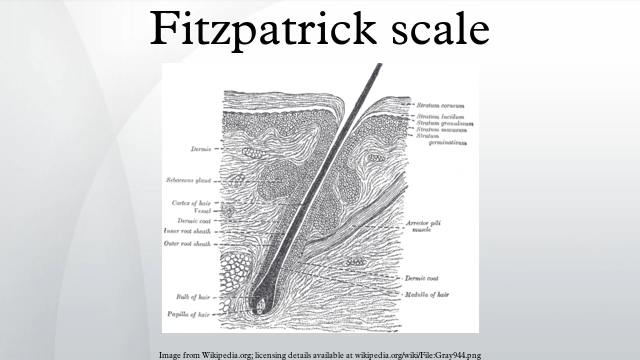 Fitzpatrick scale
Stratum corneum
Stratum lucidum
Stratum granulosum
Stratum mucosum
Stratum
germinativum
Dermis
Sebaceous gland
Cortex of hair
Vessel
Dermic coat
Inner root sheath
Outer root sheath
Arrector pili
muscle
Dermic coat
Medulla of hair
Bulb of hair
Papilla of hair
Image from Wikipedia.org; licensing details available at wikipedia.org/wiki/File:Gray944.png